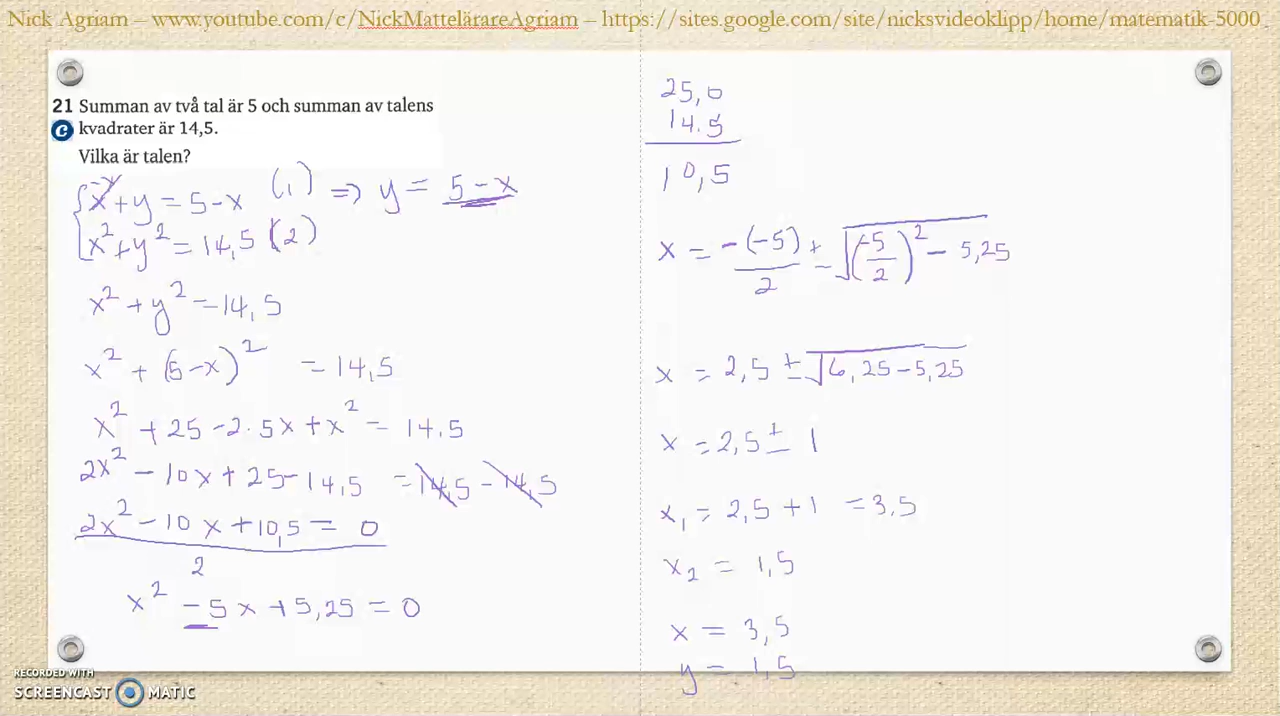 Nick Agriam – www.youtube.com/c/NickMattelärareAgriam – https://sites.google.com/site/nicksvideoklipp/home/matematik-5000
21 Summan av två tal är 5 och summan av talens
C kvadrater är 14,5.
Vilka är talen?
x + y = 5 - x (1) ⇒ y = 5 - x
x² + y² = 14,5 (2)
x² + y² = 14,5
x² + (5 - x)² = 14,5
x² + 25 - 2·5x + x² = 14.5
2x² - 10x + 25 - 14,5 = 14,5 - 14,5
2x² - 10x + 10,5 = 0
2
x² - 5x + 5,25 = 0
25,0
14.5
10,5
x = -(-5)/2 ± √((-5/2)² - 5,25)
x = 2,5 ± √(6,25 - 5,25)
x = 2,5 ± 1
x₁ = 2,5 + 1 = 3,5
x₂ = 1,5
x = 3,5
y = 1,5
RECORDED WITH
SCREENCAST MATIC